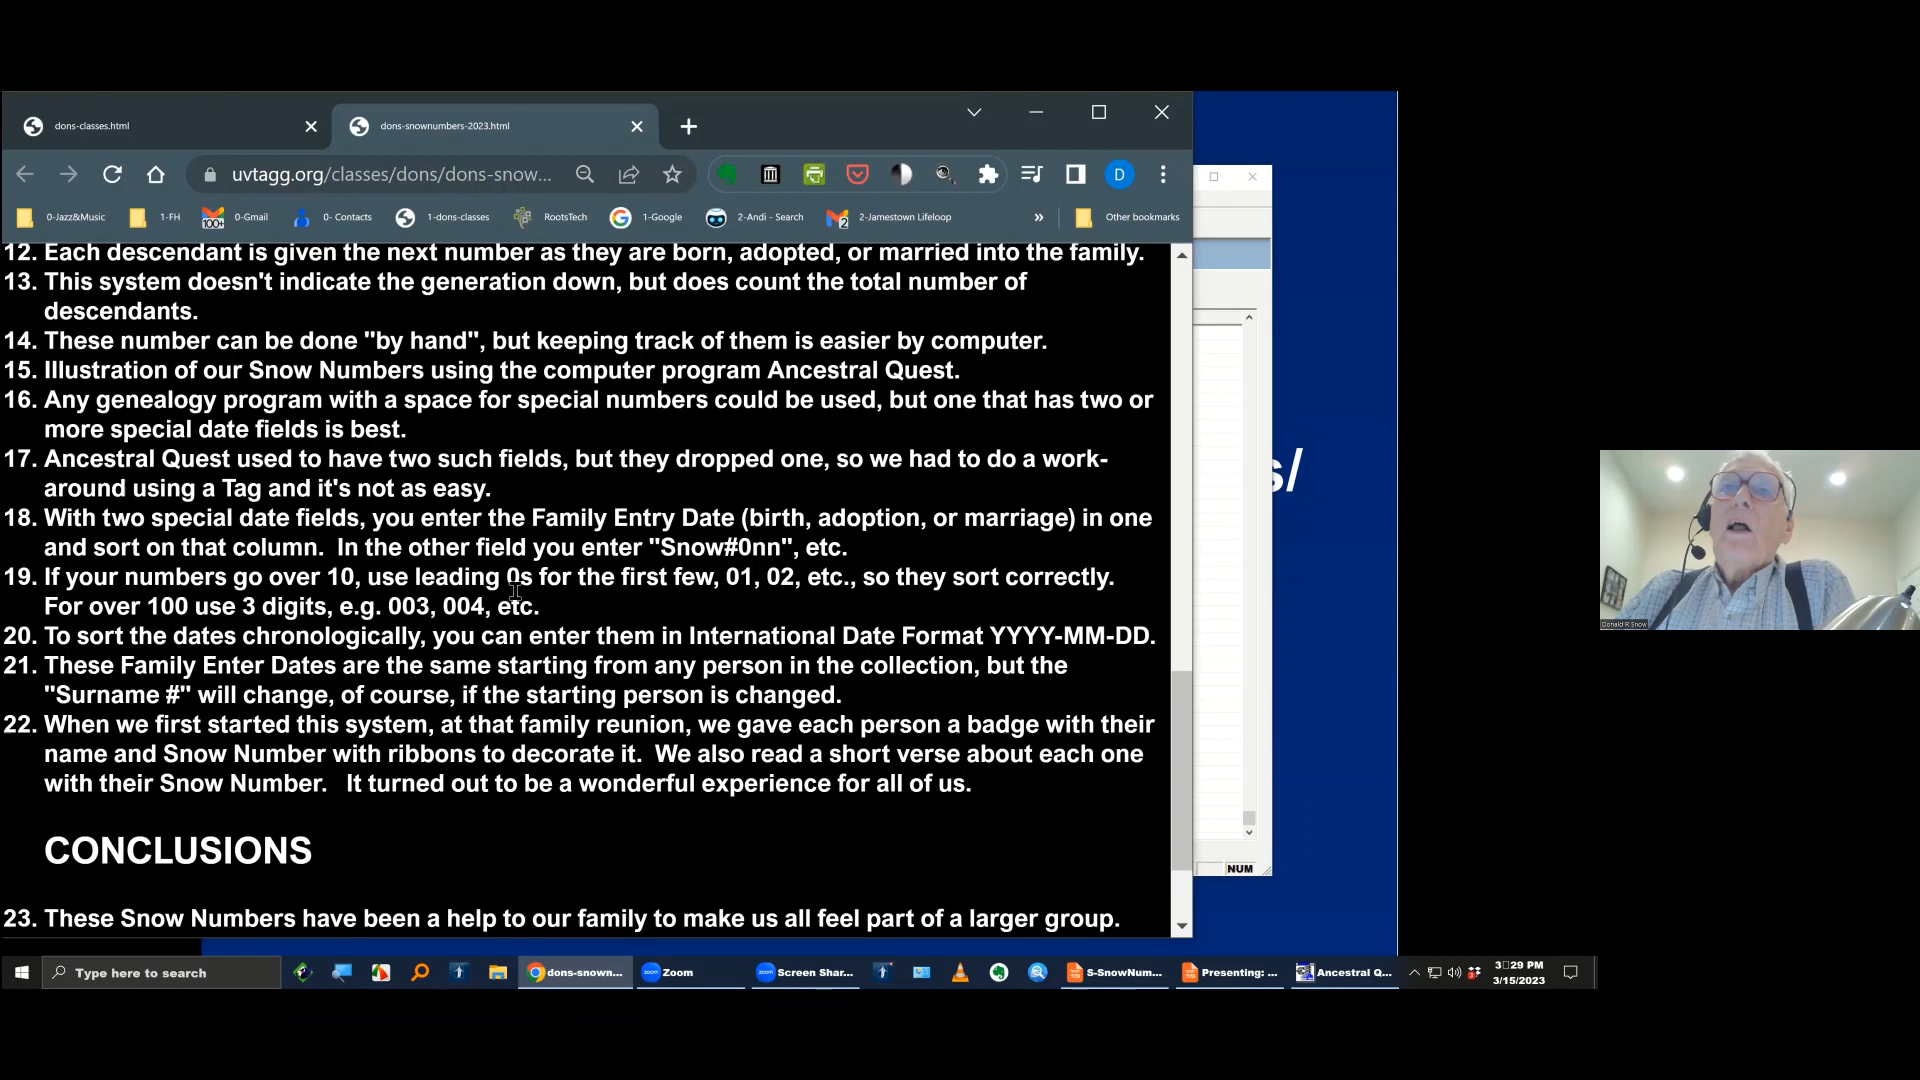 dons-classes.html
dons-snownumbers-2023.html
uvtagg.org/classes/dons/dons-snow...
D
0-Jazz&Music
1-FH
100+
0-Gmail
0- Contacts
1-dons-classes
RootsTech
1-Google
2-Andi - Search
2
2-Jamestown Lifeloop
»
Other bookmarks
12. Each descendant is given the next number as they are born, adopted, or married into the family.
13. This system doesn't indicate the generation down, but does count the total number of
descendants.
14. These number can be done "by hand", but keeping track of them is easier by computer.
15. Illustration of our Snow Numbers using the computer program Ancestral Quest.
16. Any genealogy program with a space for special numbers could be used, but one that has two or
more special date fields is best.
17. Ancestral Quest used to have two such fields, but they dropped one, so we had to do a work-
around using a Tag and it's not as easy.
18. With two special date fields, you enter the Family Entry Date (birth, adoption, or marriage) in one
and sort on that column.  In the other field you enter "Snow#0nn", etc.
19. If your numbers go over 10, use leading 0s for the first few, 01, 02, etc., so they sort correctly.
For over 100 use 3 digits, e.g. 003, 004, etc.
20. To sort the dates chronologically, you can enter them in International Date Format YYYY-MM-DD.
21. These Family Enter Dates are the same starting from any person in the collection, but the
"Surname #" will change, of course, if the starting person is changed.
22. When we first started this system, at that family reunion, we gave each person a badge with their
name and Snow Number with ribbons to decorate it.  We also read a short verse about each one
with their Snow Number.   It turned out to be a wonderful experience for all of us.
CONCLUSIONS
23. These Snow Numbers have been a help to our family to make us all feel part of a larger group.
s/
NUM
Donald R Snow
Type here to search
dons-snown...
zoom
Zoom
zoom
Screen Shar...
S-SnowNum...
Presenting: ...
Ancestral Q...
3:29 PM
3/15/2023